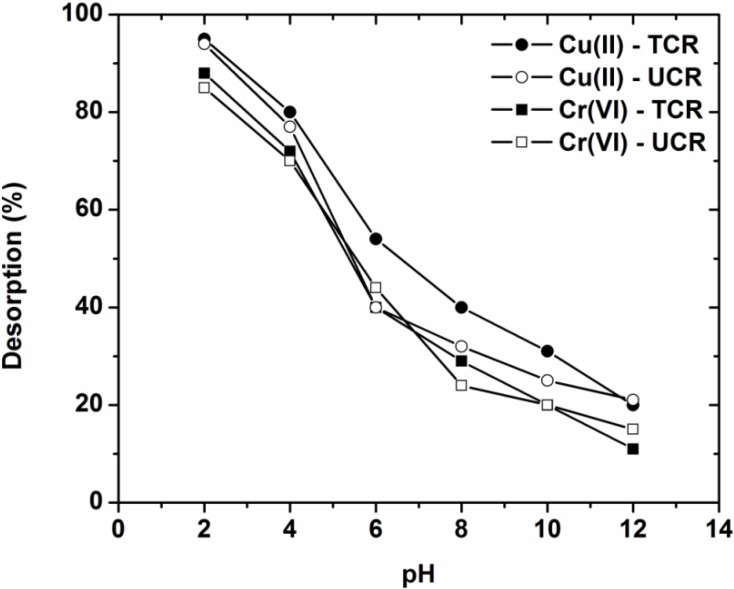 100
80
60
40
20
0
Desorption (%)
Cu(II) - TCR
Cu(II) - UCR
Cr(VI) - TCR
Cr(VI) - UCR
0 2 4 6 8 10 12 14
pH